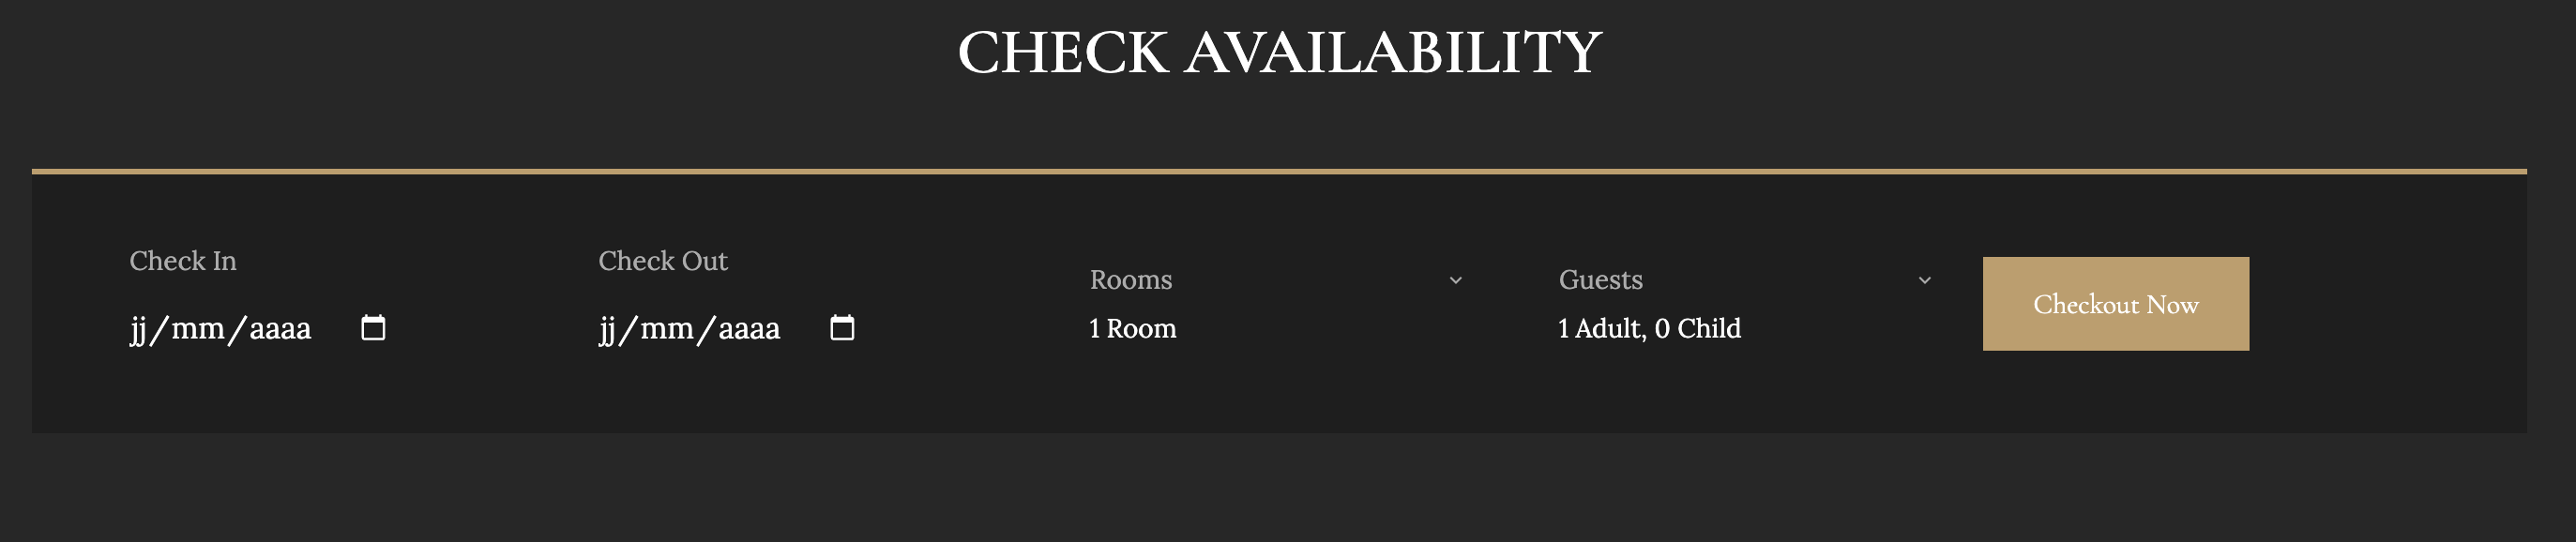 CHECK AVAILABILITY
Check In
jj/mm/aaaa
Check Out
jj/mm/aaaa
Rooms
1 Room
Guests
1 Adult, 0 Child
Checkout Now